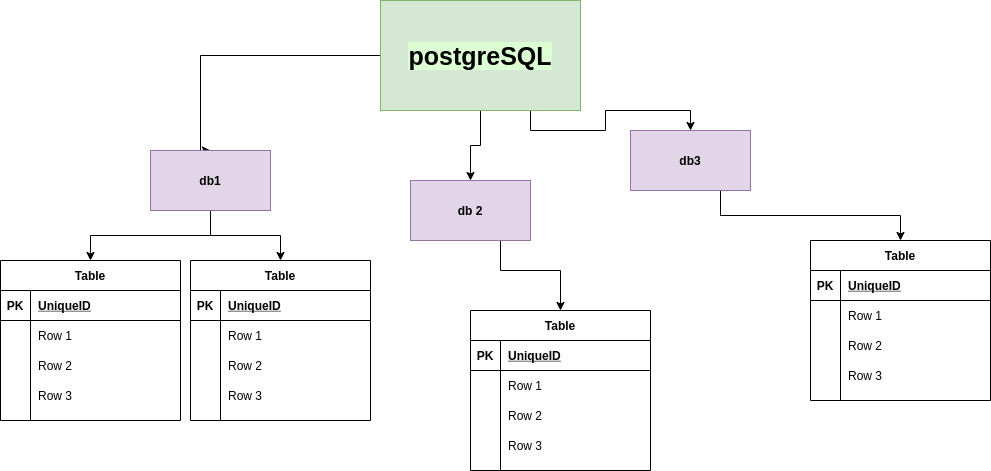 postgreSQL
db1
db 2
db3
Table
PK UniqueID
Row 1
Row 2
Row 3
Table
PK UniqueID
Row 1
Row 2
Row 3
Table
PK UniqueID
Row 1
Row 2
Row 3
Table
PK UniqueID
Row 1
Row 2
Row 3